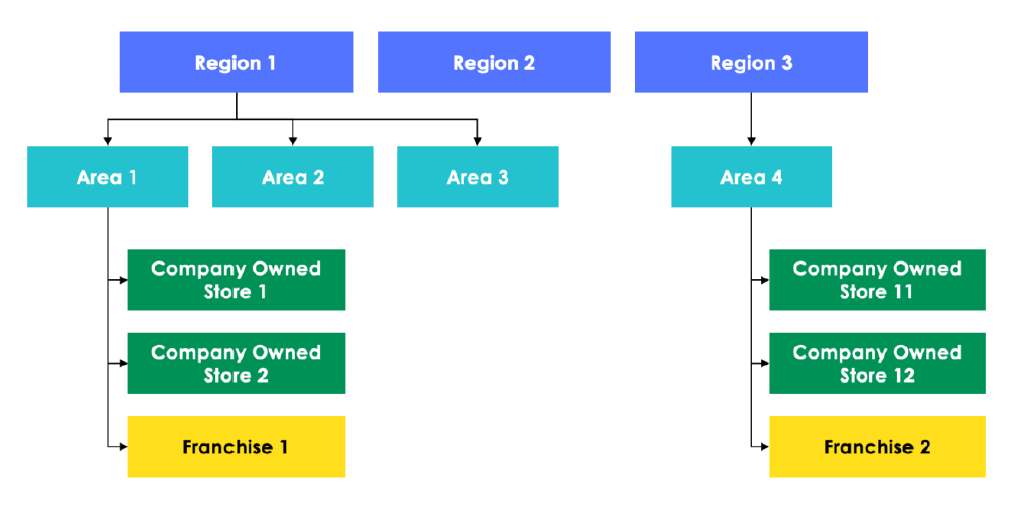 Region 1
Region 2
Region 3
Area 1
Area 2
Area 3
Area 4
Company Owned
Store 1
Company Owned
Store 11
Company Owned
Store 2
Company Owned
Store 12
Franchise 1
Franchise 2